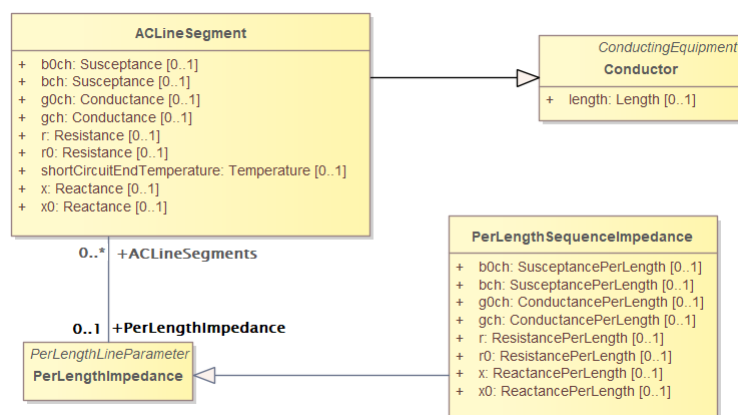 ACLineSegment
+ b0ch: Susceptance [0..1]
+ bch: Susceptance [0..1]
+ g0ch: Conductance [0..1]
+ gch: Conductance [0..1]
+ r: Resistance [0..1]
+ r0: Resistance [0..1]
+ shortCircuitEndTemperature: Temperature [0..1]
+ x: Reactance [0..1]
+ x0: Reactance [0..1]
ConductingEquipment
Conductor
+ length: Length [0..1]
0..* +ACLineSegments
0..1 +PerLengthImpedance
PerLengthLineParameter
PerLengthImpedance
PerLengthSequenceImpedance
+ b0ch: SusceptancePerLength [0..1]
+ bch: SusceptancePerLength [0..1]
+ g0ch: ConductancePerLength [0..1]
+ gch: ConductancePerLength [0..1]
+ r: ResistancePerLength [0..1]
+ r0: ResistancePerLength [0..1]
+ x: ReactancePerLength [0..1]
+ x0: ReactancePerLength [0..1]